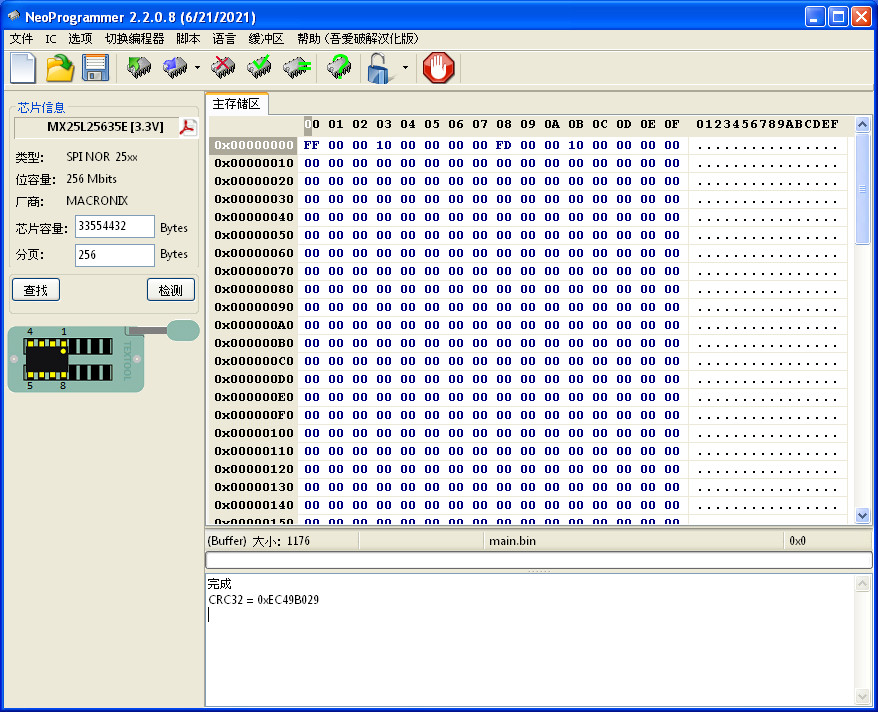 NeoProgrammer 2.2.0.8 (6/21/2021)
文件 IC 选项 切换编程器 脚本 语言 缓冲区 帮助 (吾爱破解汉化版)
芯片信息
MX25L25635E [3.3V]
类型: SPI NOR 25xx
位容量: 256 Mbits
厂商: MACRONIX
芯片容量: 33554432 Bytes
分页: 256 Bytes
查找 检测
4 1
TEXTOOL
5 8
主存储区
00 01 02 03 04 05 06 07 08 09 0A 0B 0C 0D 0E 0F 0123456789ABCDEF
0x00000000 FF 00 00 10 00 00 00 00 FD 00 00 10 00 00 00 00 ................
0x00000010 00 00 00 00 00 00 00 00 00 00 00 00 00 00 00 00 ................
0x00000020 00 00 00 00 00 00 00 00 00 00 00 00 00 00 00 00 ................
0x00000030 00 00 00 00 00 00 00 00 00 00 00 00 00 00 00 00 ................
0x00000040 00 00 00 00 00 00 00 00 00 00 00 00 00 00 00 00 ................
0x00000050 00 00 00 00 00 00 00 00 00 00 00 00 00 00 00 00 ................
0x00000060 00 00 00 00 00 00 00 00 00 00 00 00 00 00 00 00 ................
0x00000070 00 00 00 00 00 00 00 00 00 00 00 00 00 00 00 00 ................
0x00000080 00 00 00 00 00 00 00 00 00 00 00 00 00 00 00 00 ................
0x00000090 00 00 00 00 00 00 00 00 00 00 00 00 00 00 00 00 ................
0x000000A0 00 00 00 00 00 00 00 00 00 00 00 00 00 00 00 00 ................
0x000000B0 00 00 00 00 00 00 00 00 00 00 00 00 00 00 00 00 ................
0x000000C0 00 00 00 00 00 00 00 00 00 00 00 00 00 00 00 00 ................
0x000000D0 00 00 00 00 00 00 00 00 00 00 00 00 00 00 00 00 ................
0x000000E0 00 00 00 00 00 00 00 00 00 00 00 00 00 00 00 00 ................
0x000000F0 00 00 00 00 00 00 00 00 00 00 00 00 00 00 00 00 ................
0x00000100 00 00 00 00 00 00 00 00 00 00 00 00 00 00 00 00 ................
0x00000110 00 00 00 00 00 00 00 00 00 00 00 00 00 00 00 00 ................
0x00000120 00 00 00 00 00 00 00 00 00 00 00 00 00 00 00 00 ................
0x00000130 00 00 00 00 00 00 00 00 00 00 00 00 00 00 00 00 ................
0x00000140 00 00 00 00 00 00 00 00 00 00 00 00 00 00 00 00 ................
0x00000150 00 00 00 00 00 00 00 00 00 00 00 00 00 00 00 00
(Buffer) 大小: 1176 main.bin 0x0
完成
CRC32 = 0xEC49B029